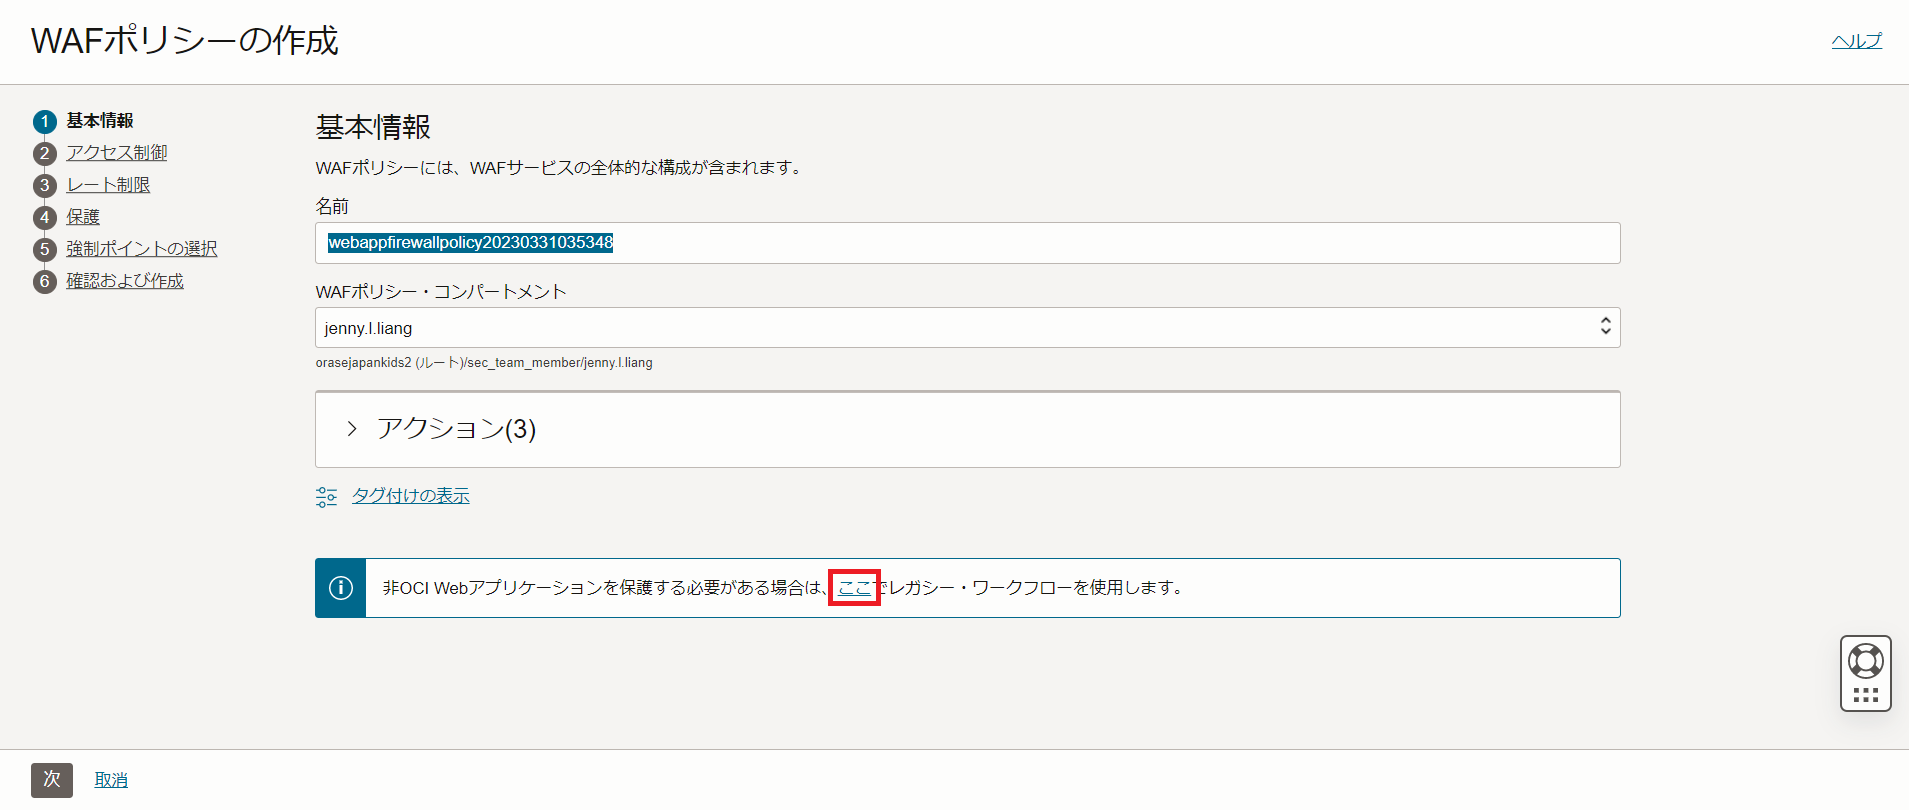 WAFポリシーの作成
ヘルプ
1 基本情報
2 アクセス制御
3 レート制限
4 保護
5 強制ポイントの選択
6 確認および作成
基本情報
WAFポリシーには、WAFサービスの全体的な構成が含まれます。
名前
webappfirewallpolicy20230331035348
WAFポリシー・コンパートメント
jenny.l.liang
orasejapankids2 (ルート)/sec_team_member/jenny.l.liang
アクション(3)
タグ付けの表示
非OCI Webアプリケーションを保護する必要がある場合は、ここでレガシー・ワークフローを使用します。
次
取消